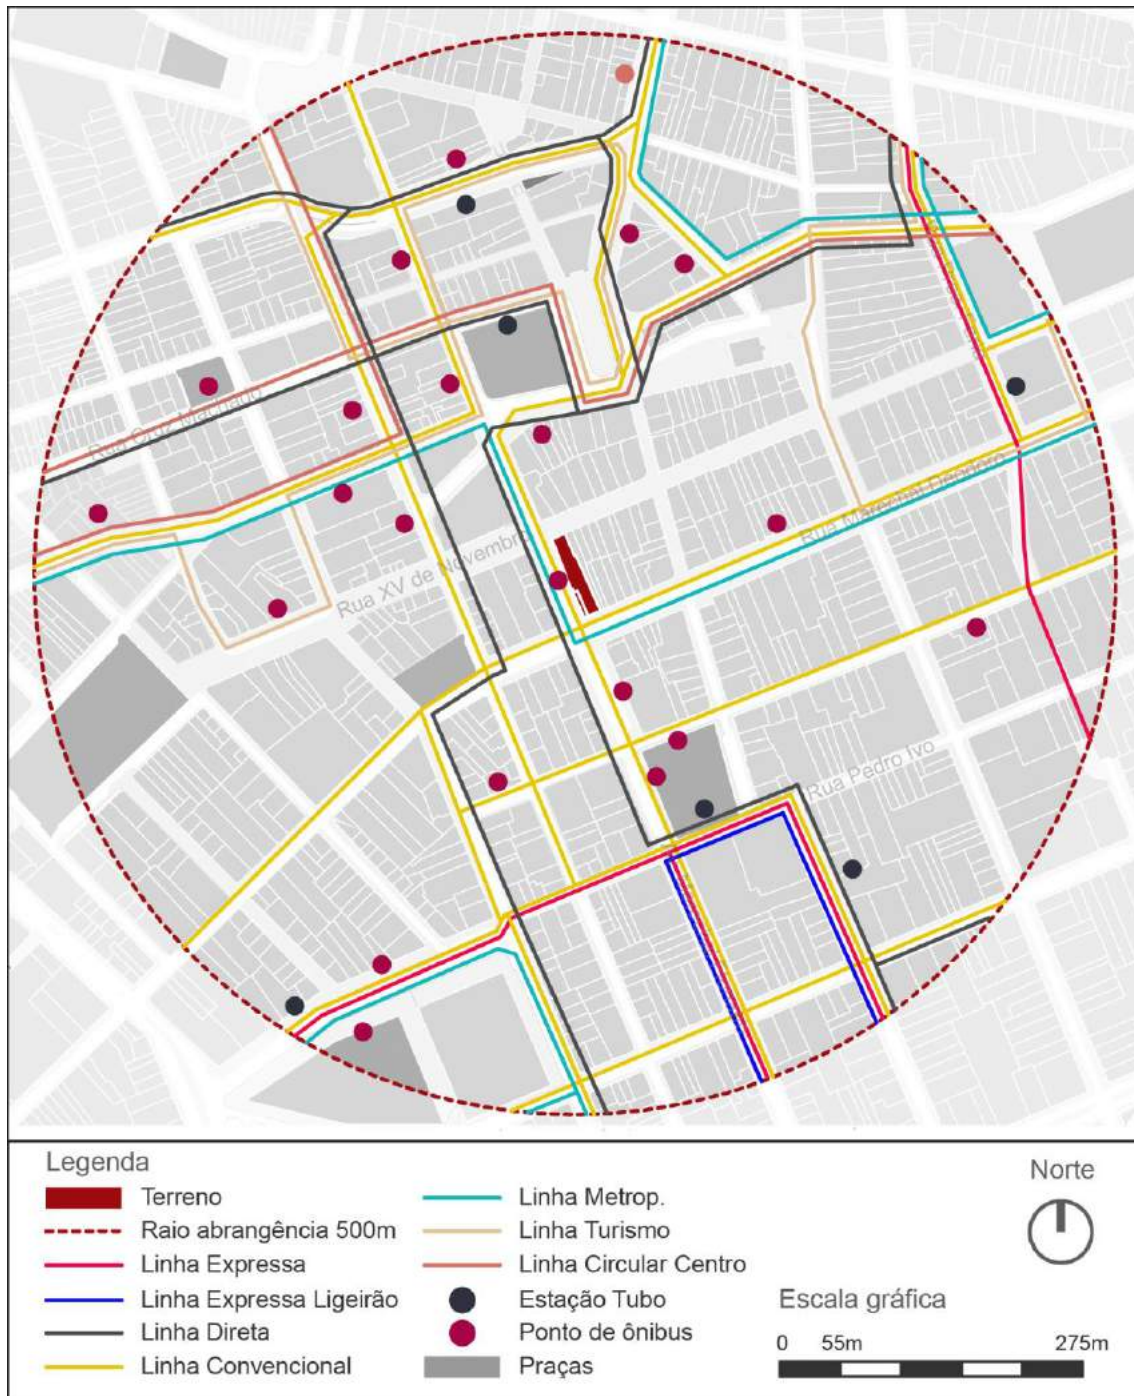 Rua Cruz Machado
Rua XV de Novembro
Rua Marechal Deodoro
Rua Pedro Ivo
Legenda
Terreno
Raio abrangência 500m
Linha Expressa
Linha Expressa Ligeirão
Linha Direta
Linha Convencional
Linha Metrop.
Linha Turismo
Linha Circular Centro
Estação Tubo
Ponto de ônibus
Praças
Norte
Escala gráfica
0 55m 275m